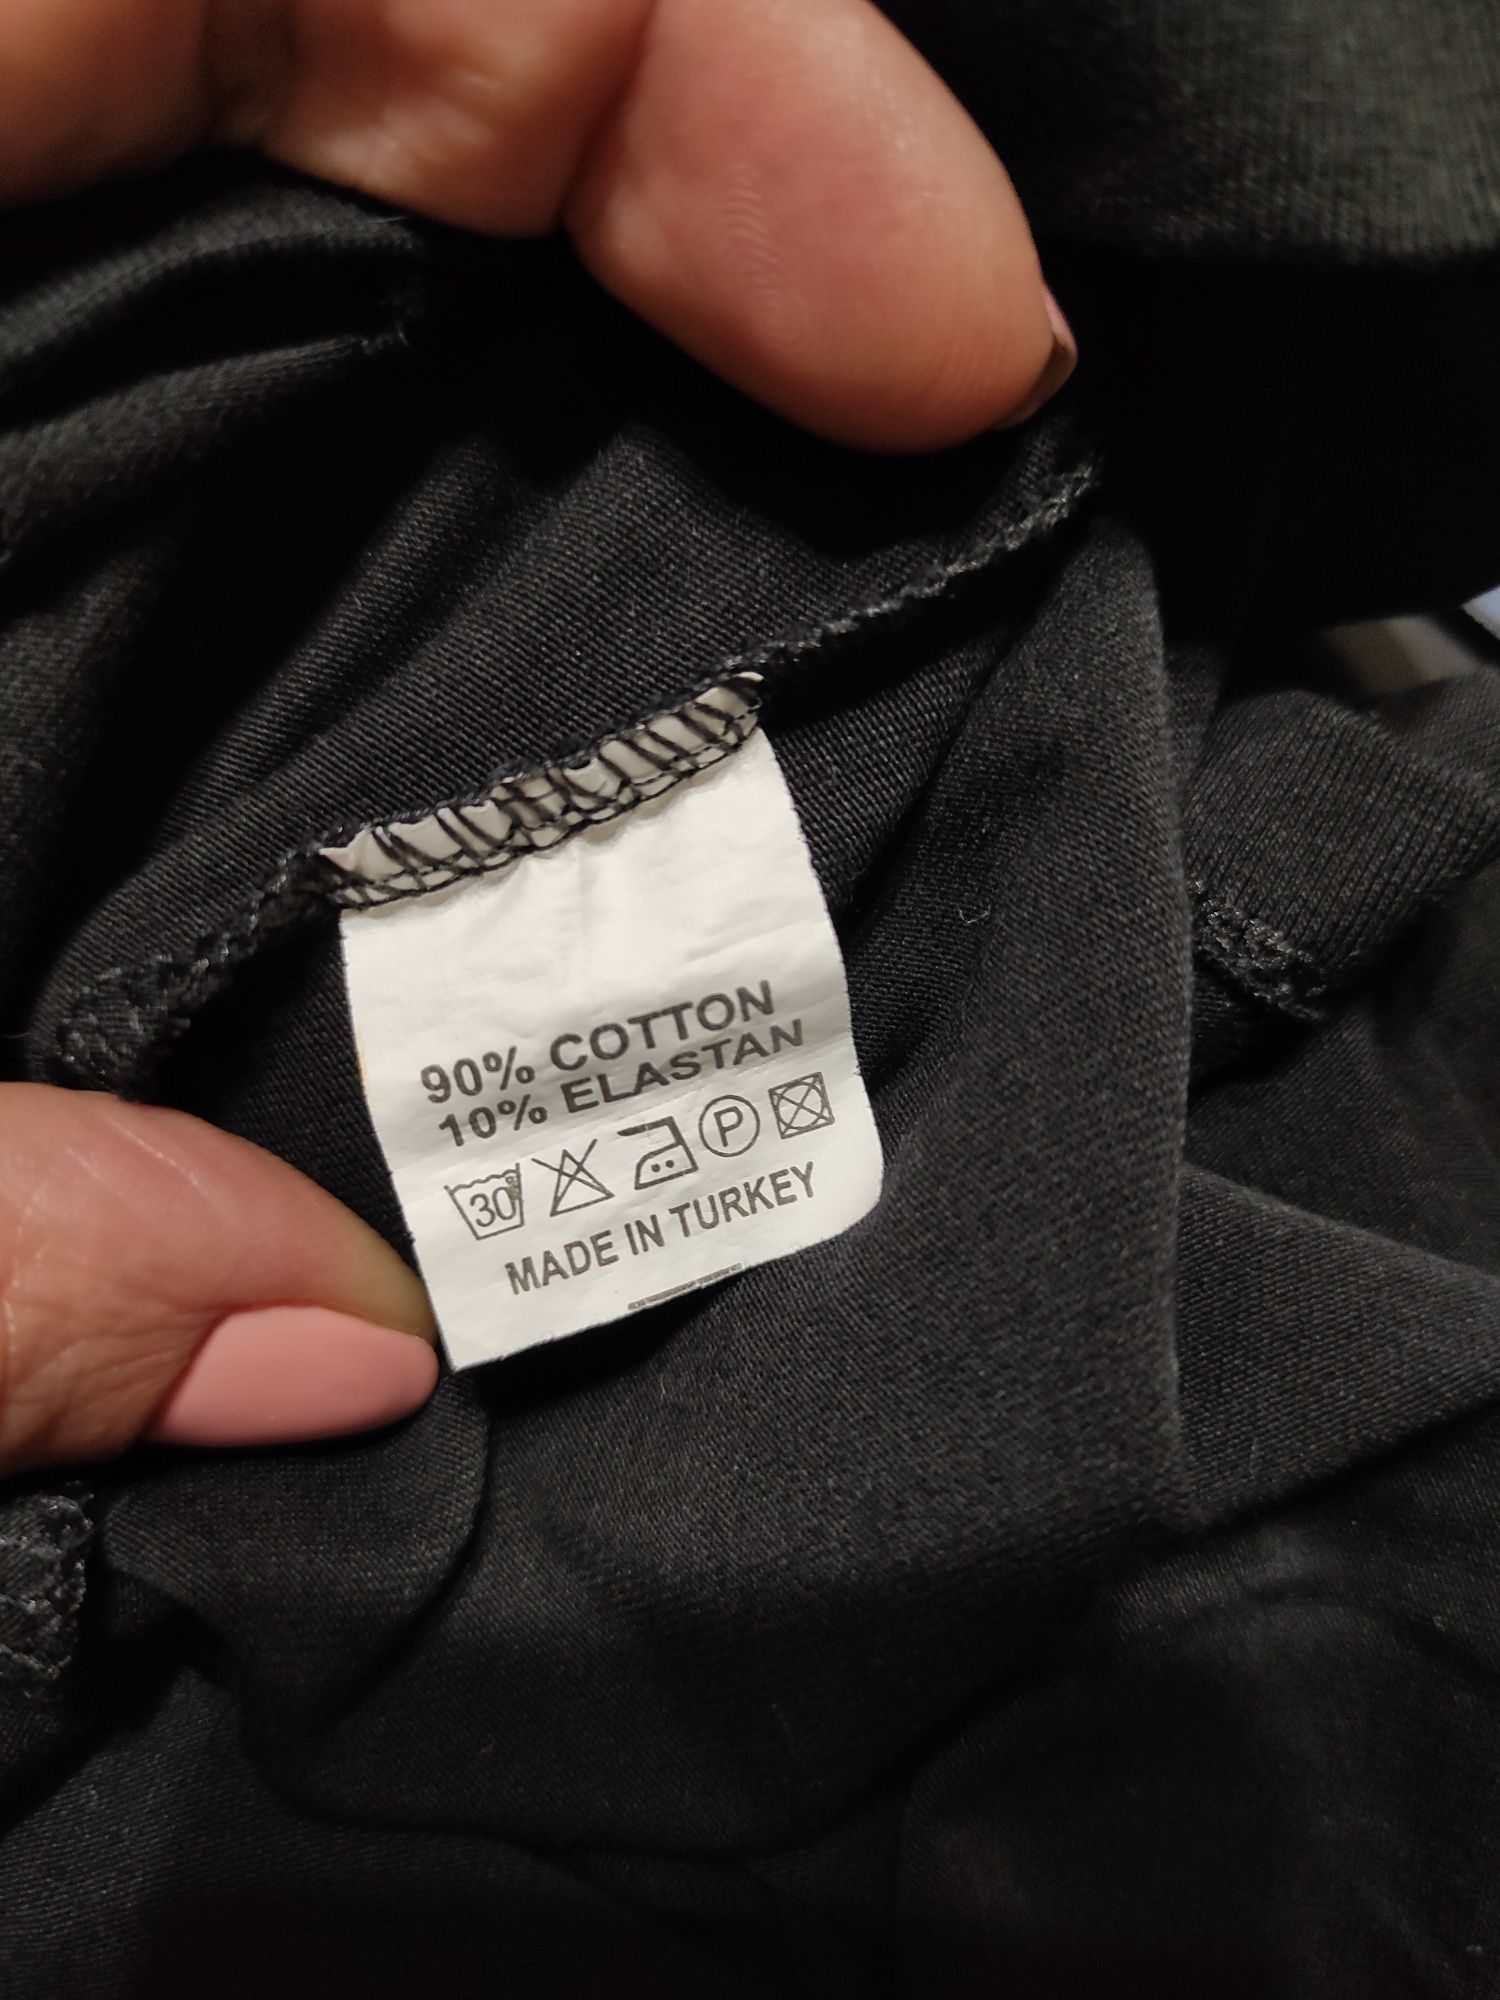 90% COTTON
10% ELASTAN
30° P
MADE IN TURKEY